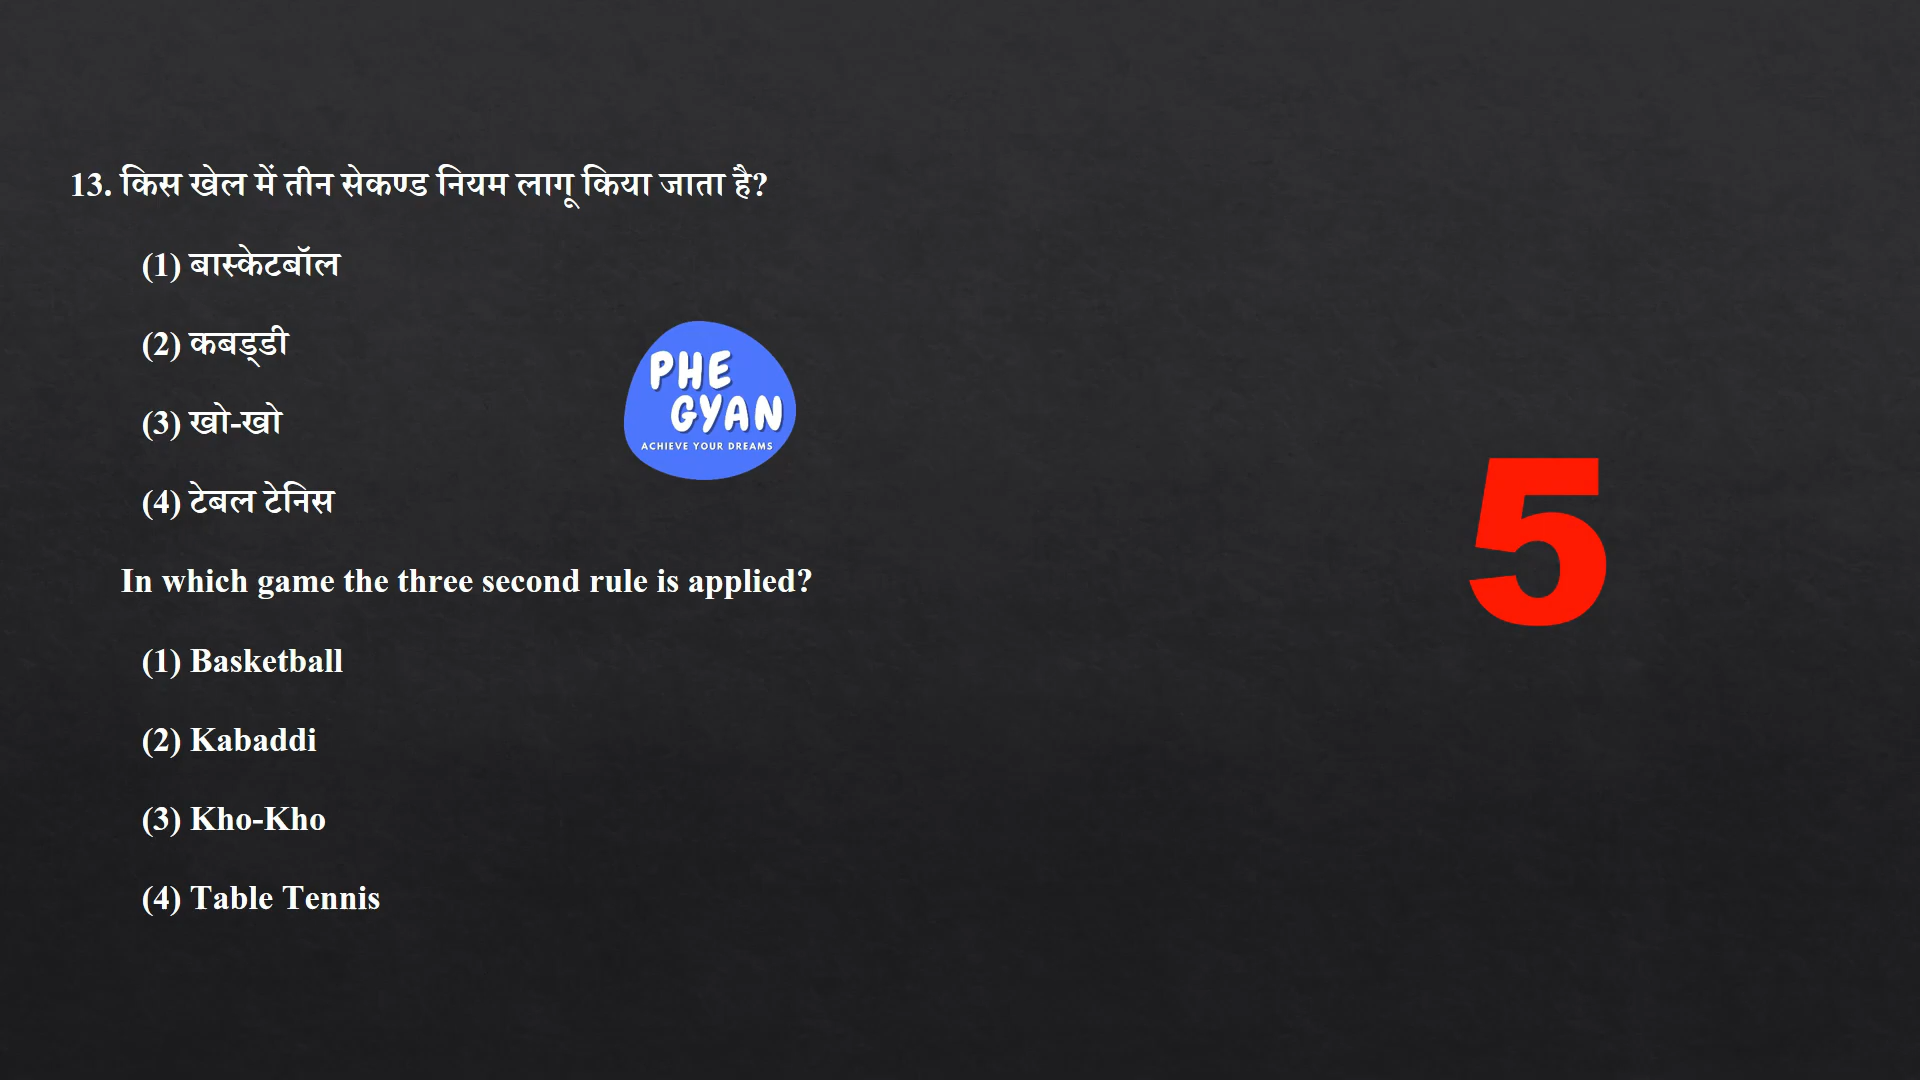 13. किस खेल में तीन सेकण्ड नियम लागू किया जाता है?
(1) बास्केटबॉल
(2) कबड्डी
(3) खो-खो
(4) टेबल टेनिस
PHE
GYAN
ACHIEVE YOUR DREAMS
In which game the three second rule is applied?
(1) Basketball
(2) Kabaddi
(3) Kho-Kho
(4) Table Tennis
5